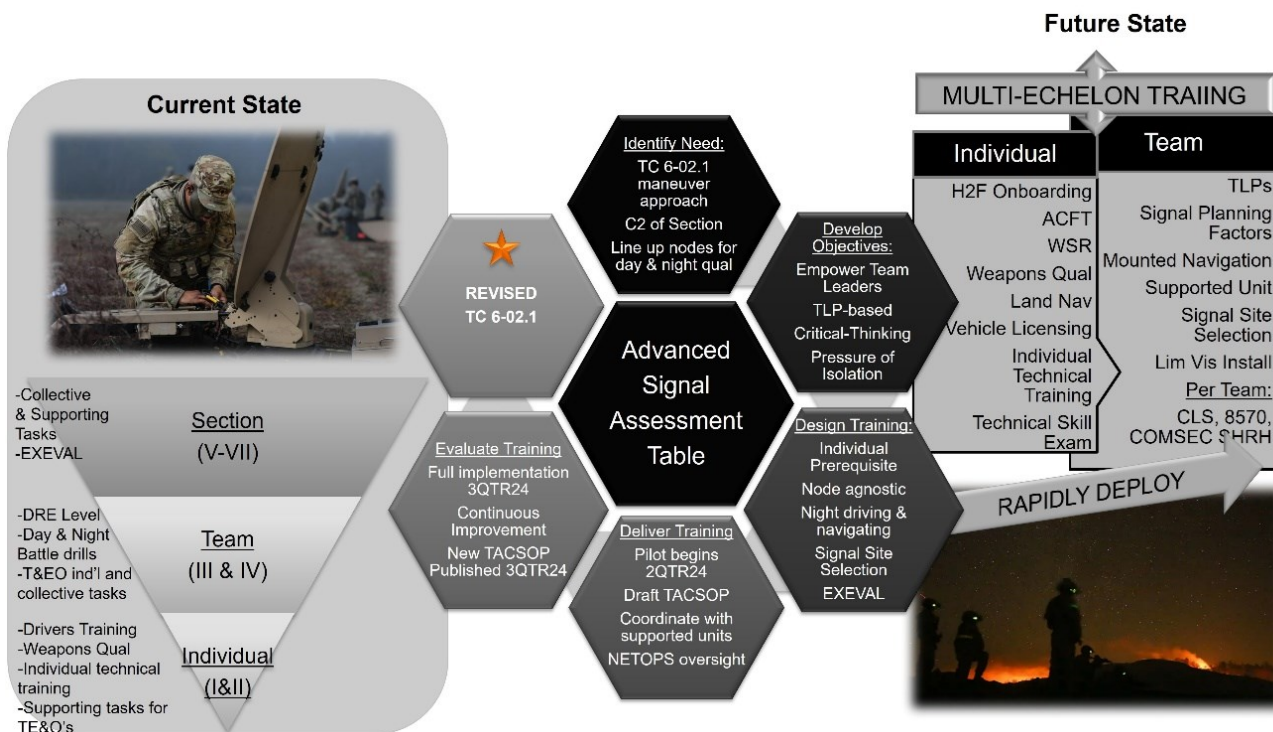 Current State
-Collective
& Supporting
Tasks
-EXEVAL
Section
(V-VII)
-DRE Level
-Day & Night
Battle drills
-T&EO ind'l and
collective tasks
Team
(III & IV)
-Drivers Training
-Weapons Qual
-Individual technical
training
-Supporting tasks for
TE&O's
Individual
(I&II)
REVISED
TC 6-02.1
Identify Need:
TC 6-02.1
maneuver
approach
C2 of Section
Line up nodes for
day & night qual
Develop
Objectives:
Empower Team
Leaders
TLP-based
Critical-Thinking
Pressure of
Isolation
Advanced
Signal
Assessment
Table
Design Training:
Individual
Prerequisite
Node agnostic
Night driving &
navigating
Signal Site
Selection
EXEVAL
Deliver Training
Pilot begins
2QTR24
Draft TACSOP
Coordinate with
supported units
NETOPS oversight
Evaluate Training
Full implementation
3QTR24
Continuous
Improvement
New TACSOP
Published 3QTR24
Future State
MULTI-ECHELON TRAIING
Individual
H2F Onboarding
ACFT
WSR
Weapons Qual
Land Nav
Vehicle Licensing
Individual
Technical
Training
Technical Skill
Exam
Team
TLPs
Signal Planning
Factors
Mounted Navigation
Supported Unit
Signal Site
Selection
Lim Vis Install
Per Team:
CLS, 8570,
COMSEC SHRH
RAPIDLY DEPLOY